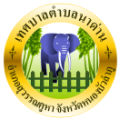 เทศบาลตำบลนาด่าน
อำเภอสุวรรณคูหา จังหวัดหนองบัวลำภู